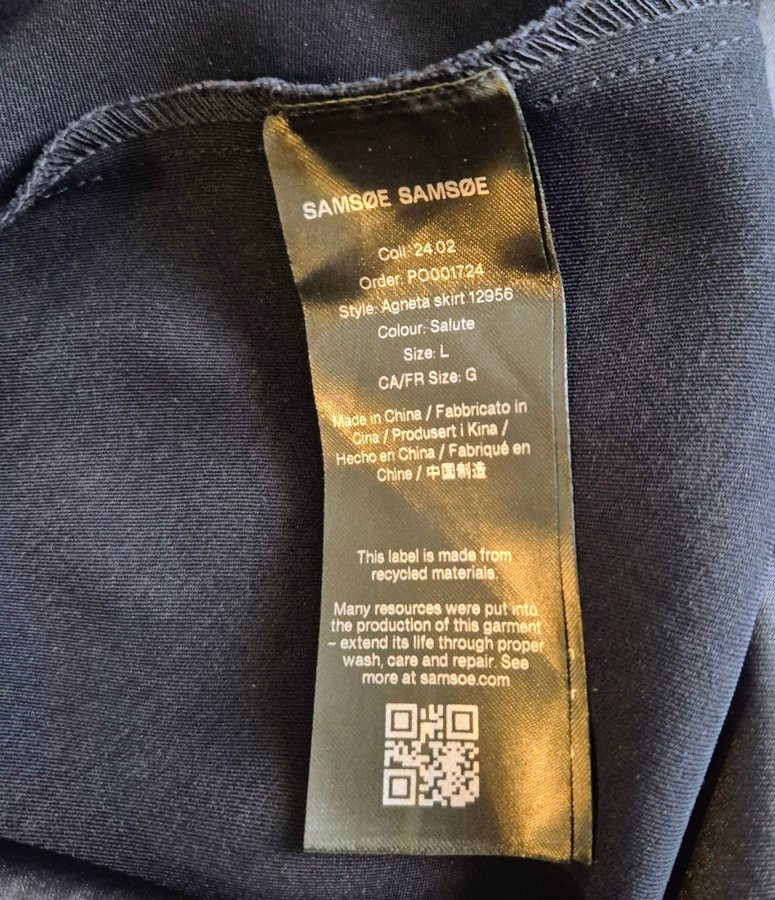 SAMSØE SAMSØE
Coll: 24.02
Order: PO001724
Style: Agneta skirt 12956
Colour: Salute
Size: L
CA/FR Size: G
Made in China / Fabbricato in
Cina / Produsert i Kina /
Hecho en China / Fabriqué en
Chine / 中国制造
This label is made from
recycled materials.
Many resources were put into
the production of this garment
– extend its life through proper
wash, care and repair. See
more at samsoe.com